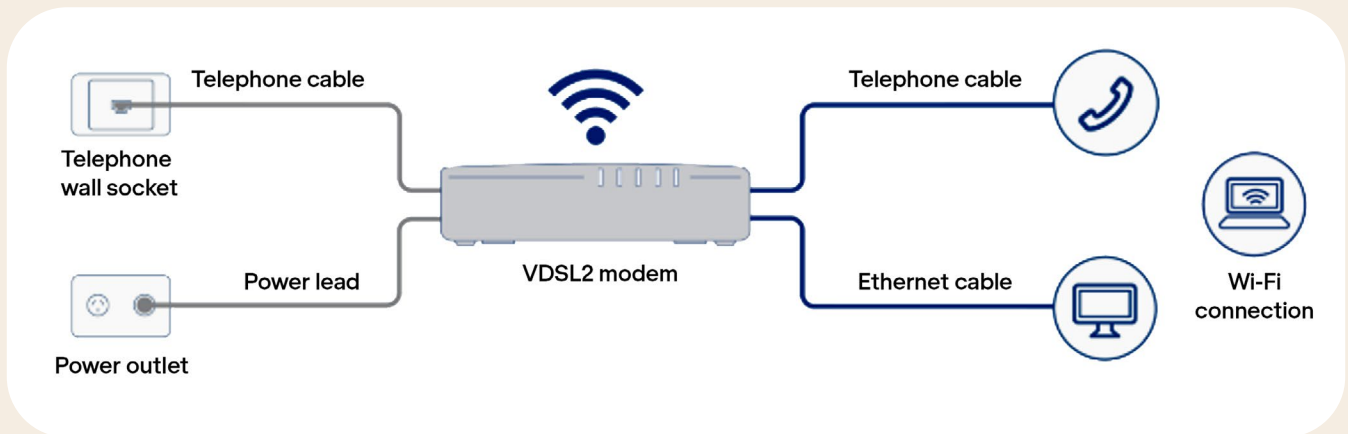 Telephone cable
Telephone cable
Telephone
wall socket
VDSL2 modem
Power lead
Ethernet cable
Wi-Fi
connection
Power outlet